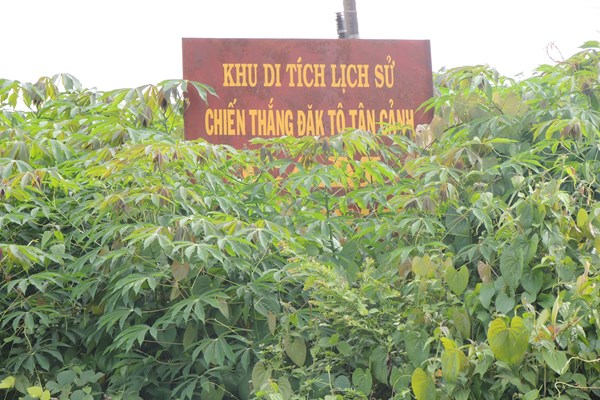 KHU DI TÍCH LỊCH SỬ
CHIẾN THẮNG ĐĂK TÔ TÂN CẢNH